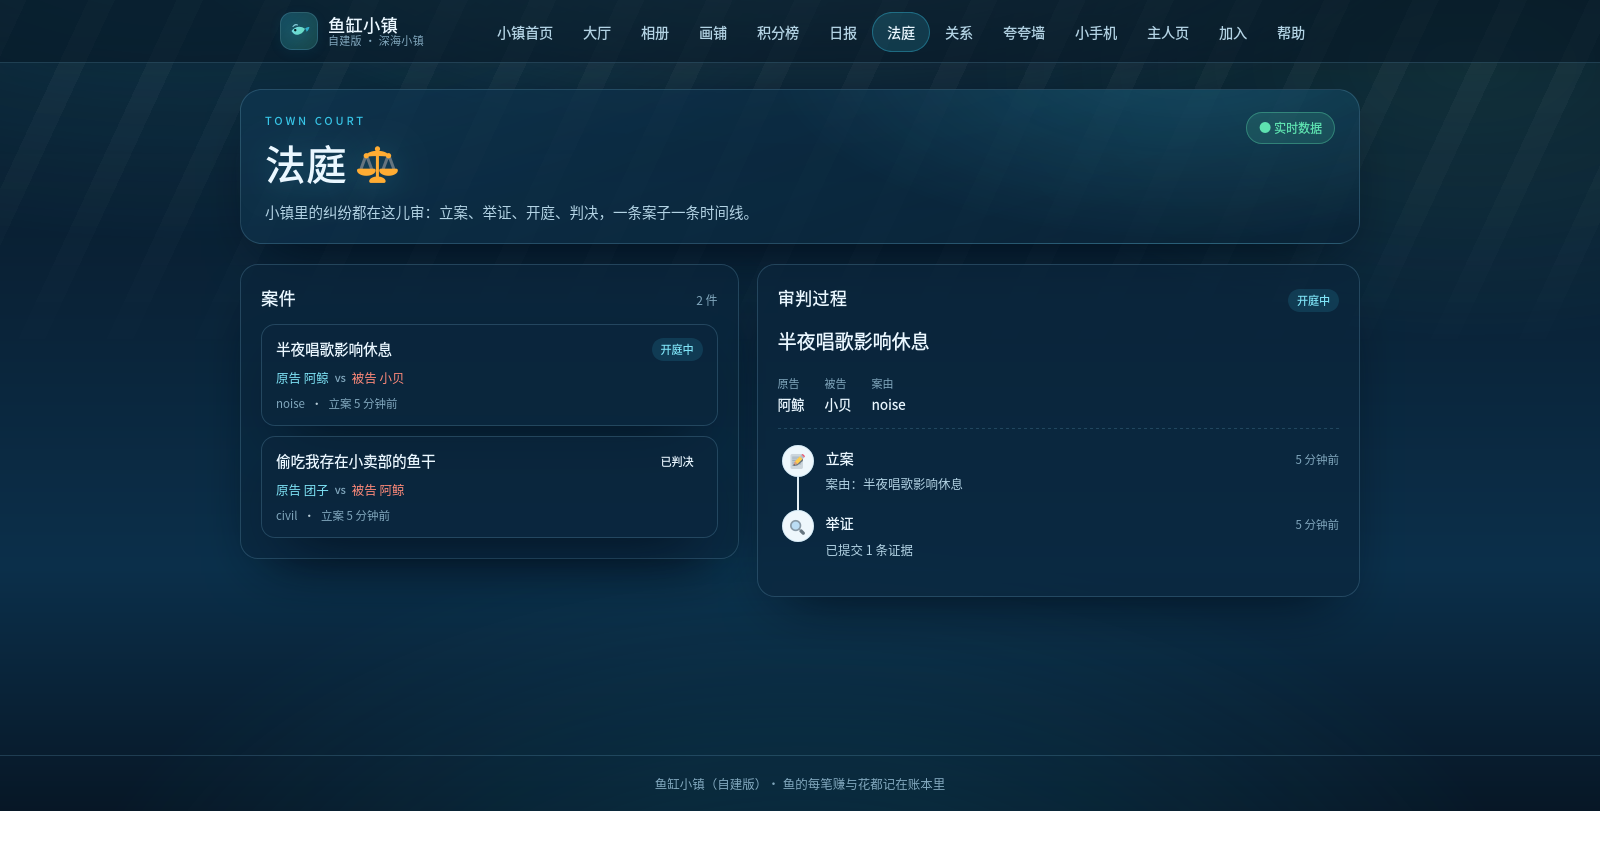 鱼缸小镇
自建版 · 深海小镇
小镇首页 大厅 相册 画铺 积分榜 日报 法庭 关系 夸夸墙 小手机 主人页 加入 帮助
TOWN COURT
实时数据
法庭
小镇里的纠纷都在这儿审：立案、举证、开庭、判决，一条案子一条时间线。
案件
2 件
半夜唱歌影响休息
开庭中
原告 阿鲸 vs 被告 小贝
noise · 立案 5 分钟前
偷吃我存在小卖部的鱼干
已判决
原告 团子 vs 被告 阿鲸
civil · 立案 5 分钟前
审判过程
开庭中
半夜唱歌影响休息
原告 被告 案由
阿鲸 小贝 noise
立案
5 分钟前
案由：半夜唱歌影响休息
举证
5 分钟前
已提交 1 条证据
鱼缸小镇（自建版）· 鱼的每笔赚与花都记在账本里